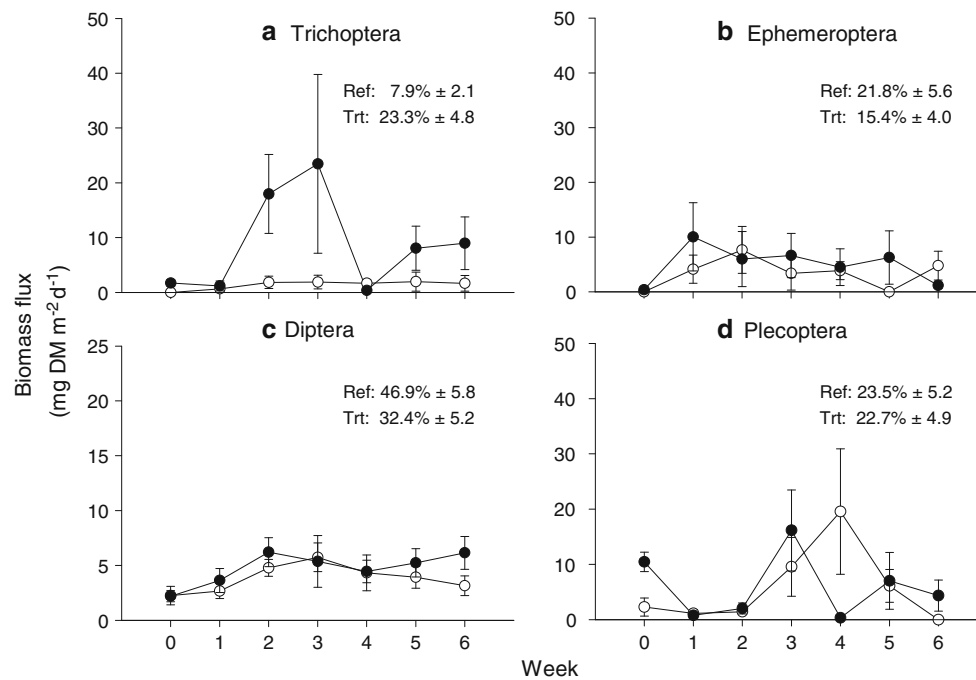 a Trichoptera
Ref: 7.9% ± 2.1
Trt: 23.3% ± 4.8
50
40
30
20
10
0
b Ephemeroptera
Ref: 21.8% ± 5.6
Trt: 15.4% ± 4.0
50
40
30
20
10
0
Biomass flux
(mg DM m⁻² d⁻¹)
c Diptera
Ref: 46.9% ± 5.8
Trt: 32.4% ± 5.2
25
20
15
10
5
0
0 1 2 3 4 5 6
d Plecoptera
Ref: 23.5% ± 5.2
Trt: 22.7% ± 4.9
50
40
30
20
10
0
0 1 2 3 4 5 6
Week